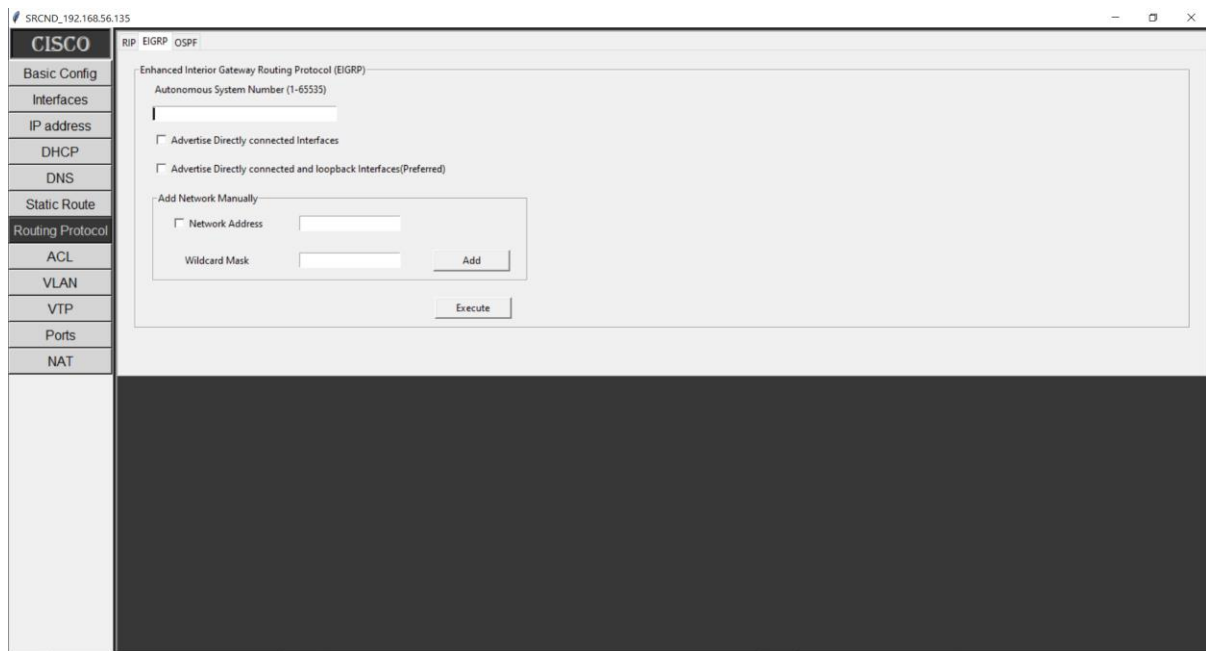 SRCND_192.168.56.135
CISCO
Basic Config
Interfaces
IP address
DHCP
DNS
Static Route
Routing Protocol
ACL
VLAN
VTP
Ports
NAT
RIP EIGRP OSPF
Enhanced Interior Gateway Routing Protocol (EIGRP)
Autonomous System Number (1-65535)
Advertise Directly connected Interfaces
Advertise Directly connected and loopback Interfaces(Preferred)
Add Network Manually
Network Address
Wildcard Mask
Add
Execute